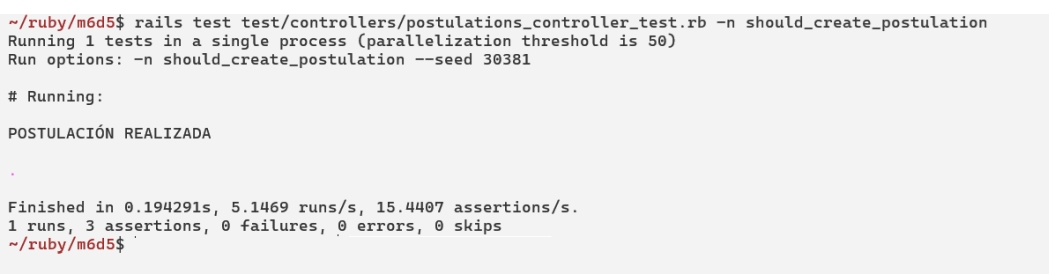 ~/ruby/m6d5$ rails test test/controllers/postulations_controller_test.rb -n should_create_postulation
Running 1 tests in a single process (parallelization threshold is 50)
Run options: -n should_create_postulation --seed 30381
# Running:
POSTULACIÓN REALIZADA
.
Finished in 0.194291s, 5.1469 runs/s, 15.4407 assertions/s.
1 runs, 3 assertions, 0 failures, 0 errors, 0 skips
~/ruby/m6d5$